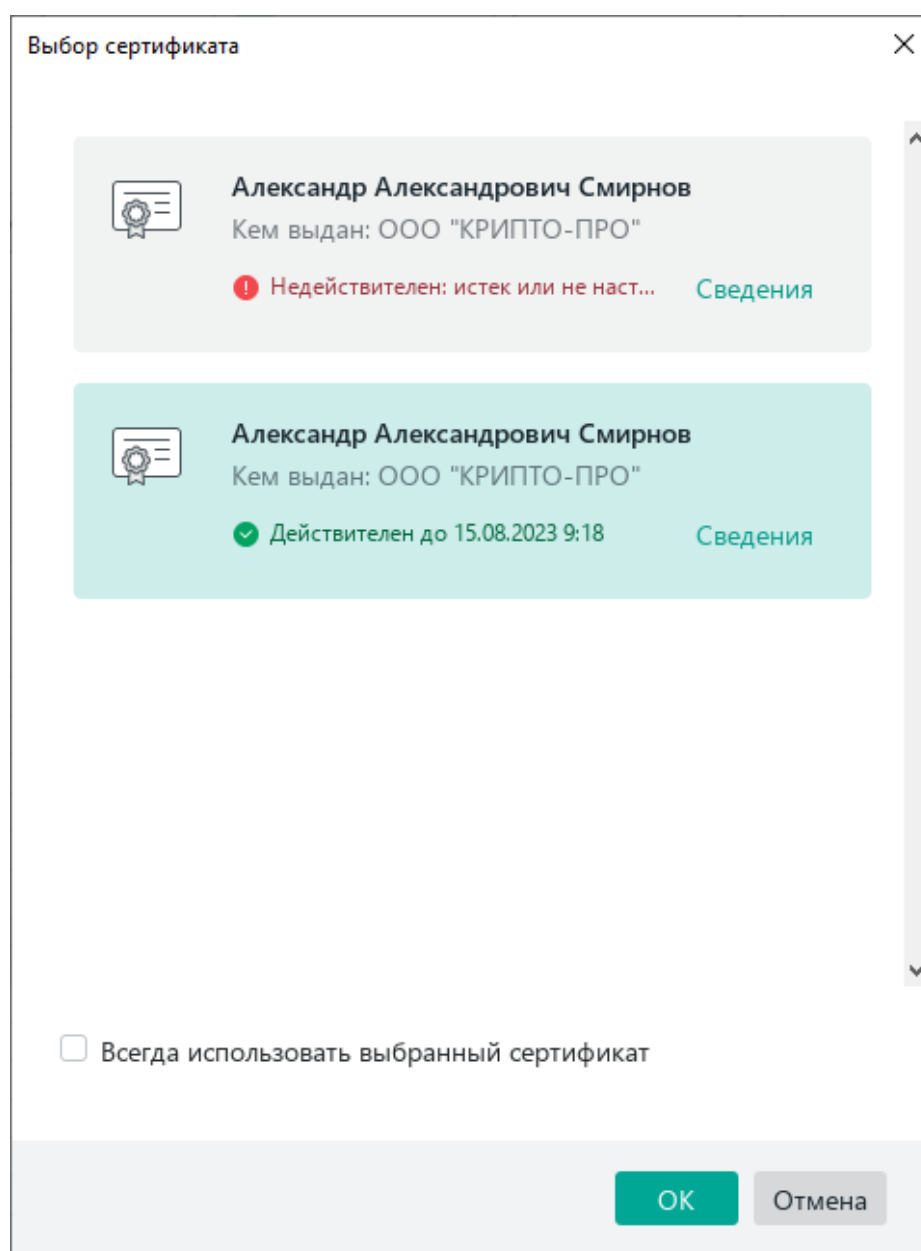 Выбор сертификата
Александр Александрович Смирнов
Кем выдан: ООО "КРИПТО-ПРО"
Недействителен: истек или не наст...
Сведения
Александр Александрович Смирнов
Кем выдан: ООО "КРИПТО-ПРО"
Действителен до 15.08.2023 9:18
Сведения
Всегда использовать выбранный сертификат
ОК
Отмена